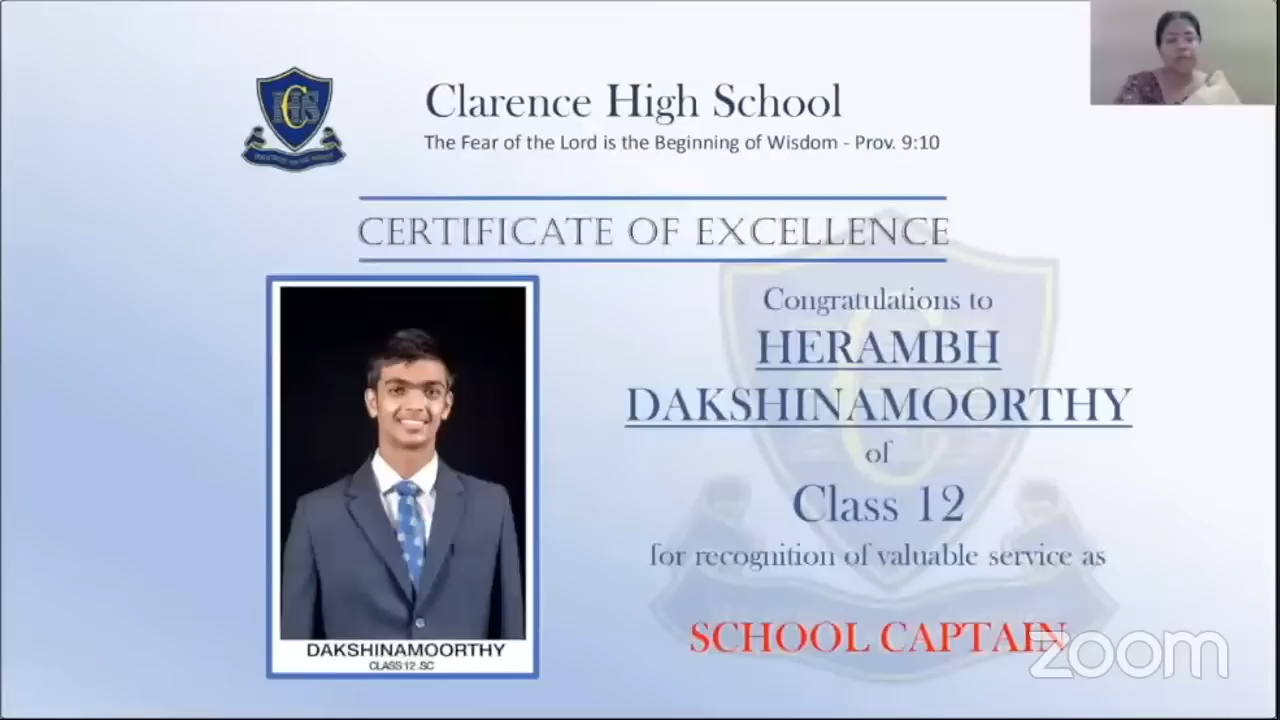 Clarence High School
The Fear of the Lord is the Beginning of Wisdom - Prov. 9:10
CERTIFICATE OF EXCELLENCE
Congratulations to
HERAMBH
DAKSHINAMOORTHY
of
Class 12
for recognition of valuable service as
SCHOOL CAPTAIN
DAKSHINAMOORTHY
CLASS 12 SC
zoom